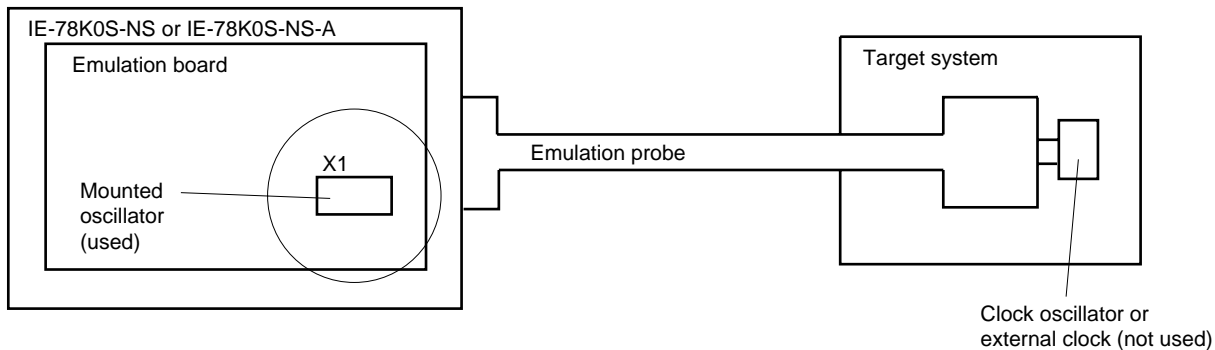 IE-78K0S-NS or IE-78K0S-NS-A
Emulation board
X1
Mounted
oscillator
(used)
Emulation probe
Target system
Clock oscillator or
external clock (not used)